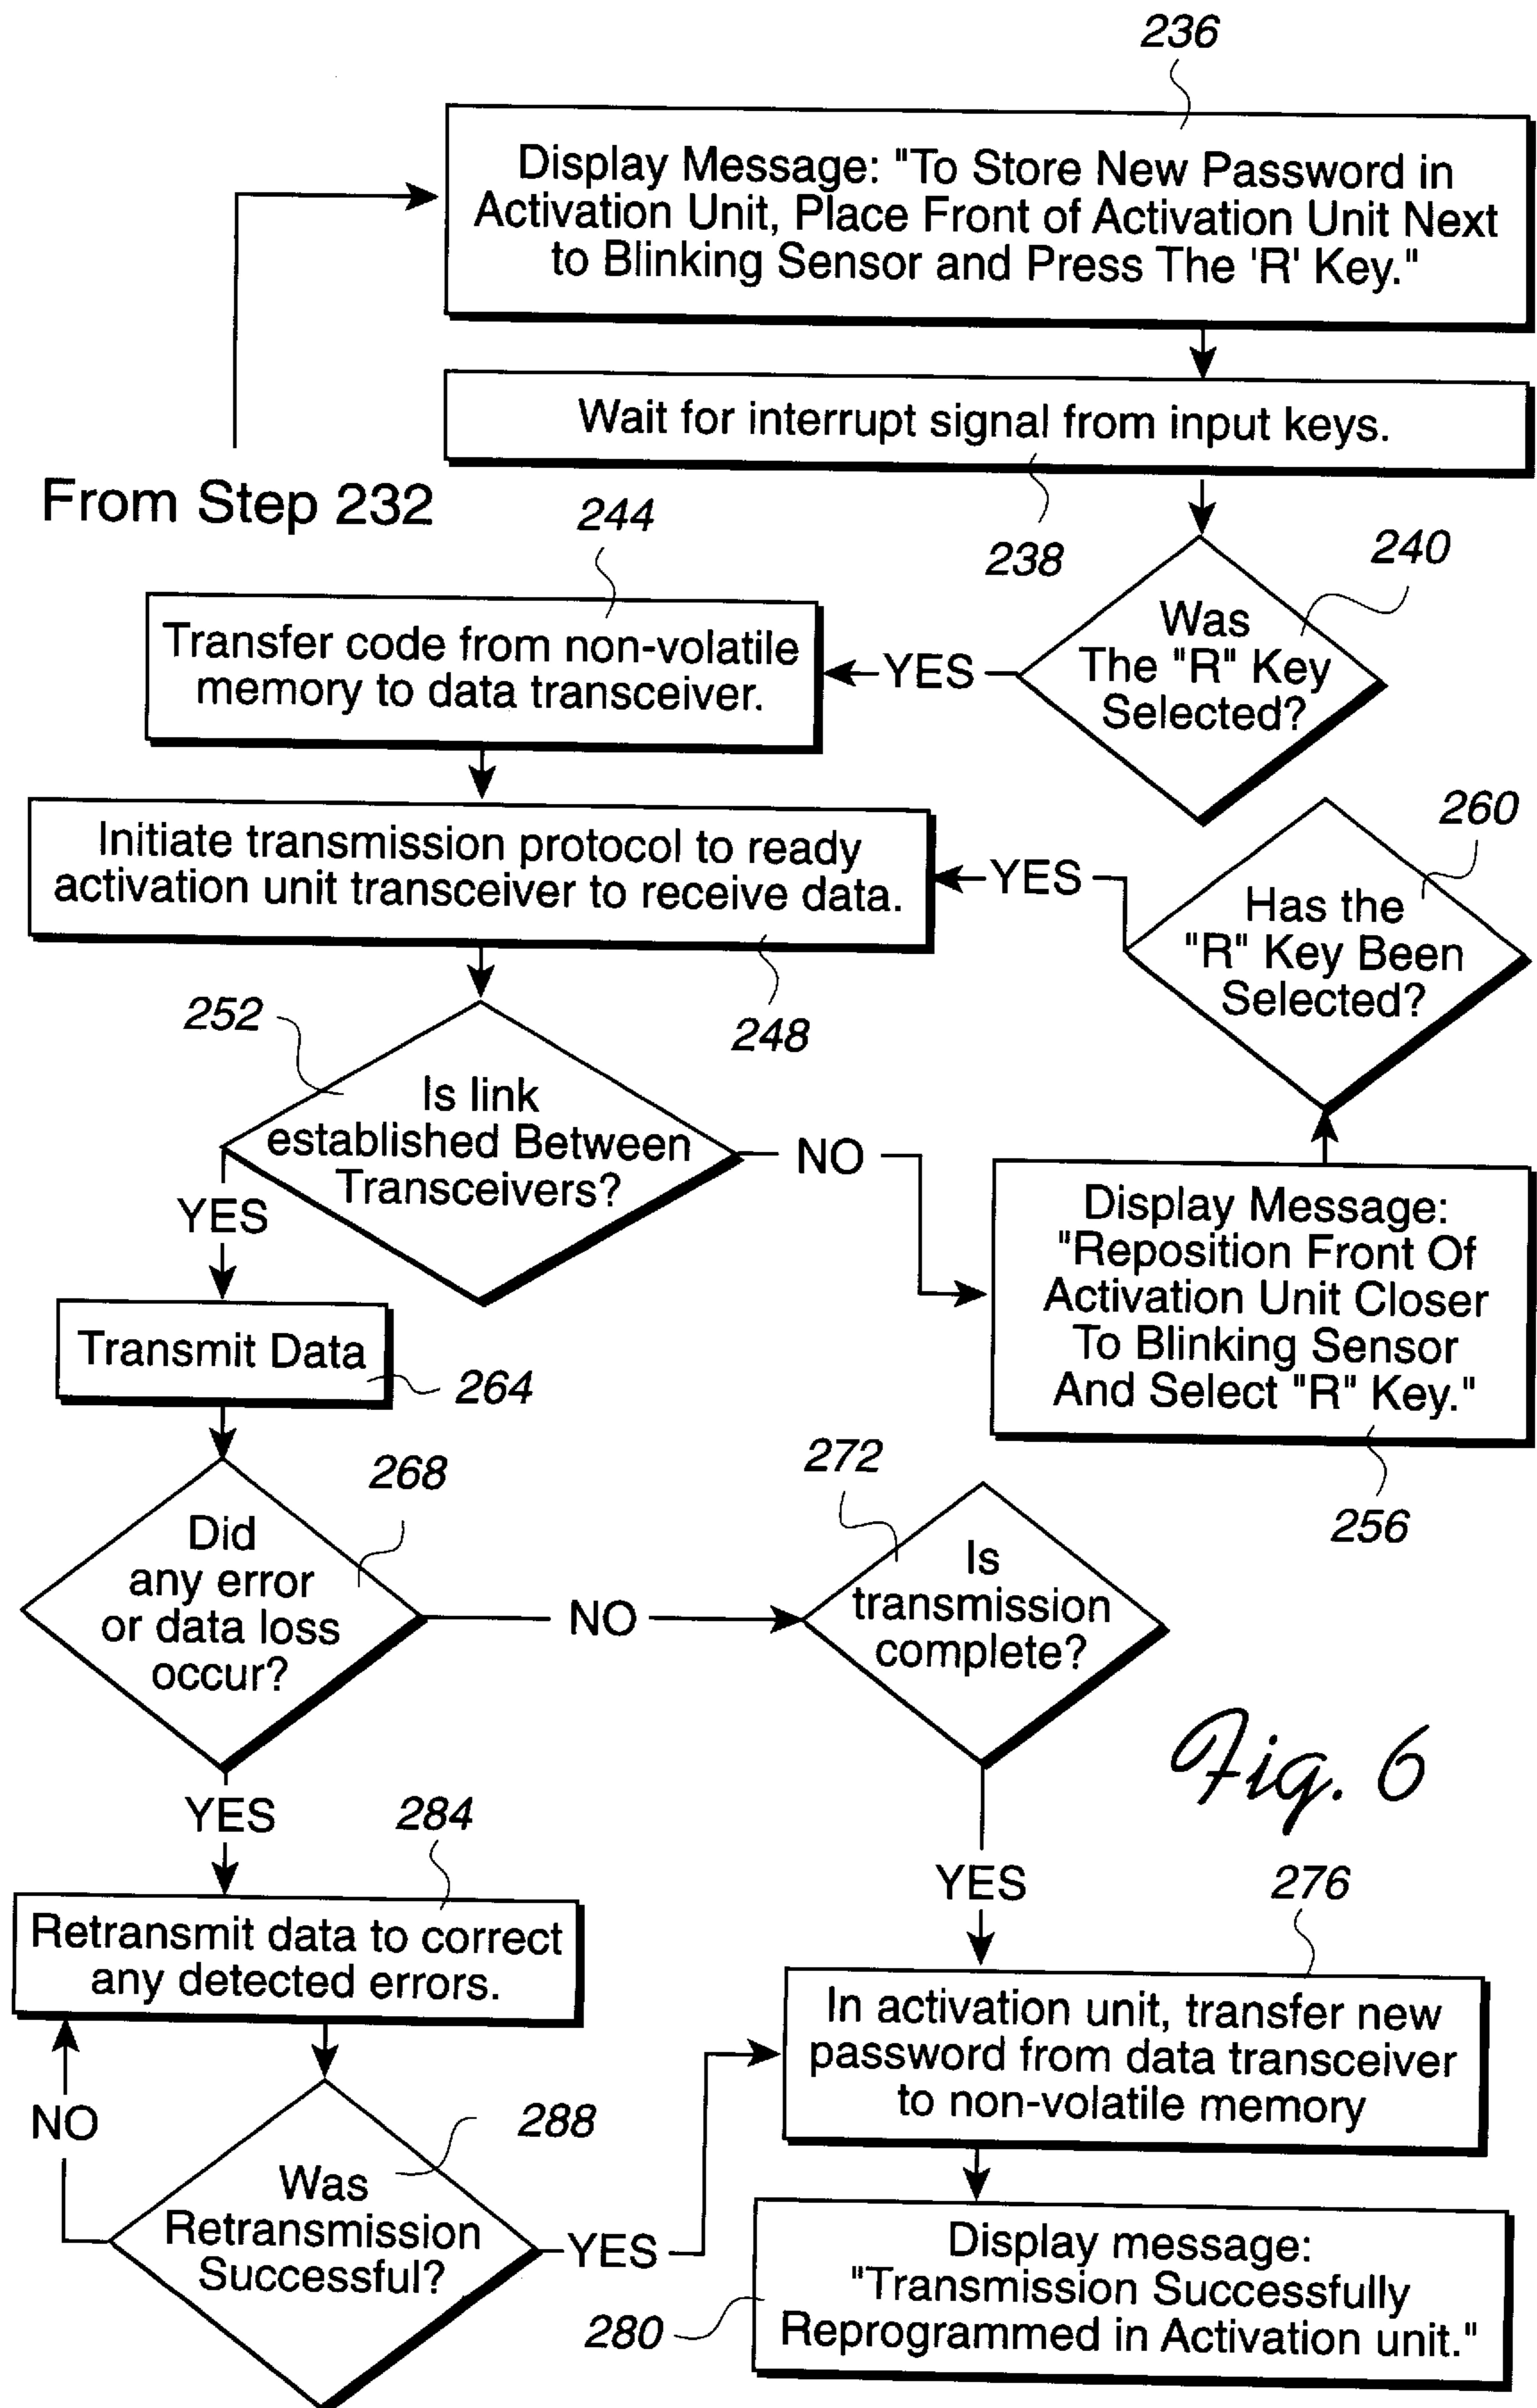 236
Display Message: "To Store New Password in
Activation Unit, Place Front of Activation Unit Next
to Blinking Sensor and Press The 'R' Key."
Wait for interrupt signal from input keys.
From Step 232
244
238
240
Transfer code from non-volatile
memory to data transceiver.
YES
Was
The "R" Key
Selected?
260
Initiate transmission protocol to ready
activation unit transceiver to receive data.
YES
Has the
"R" Key Been
Selected?
252
248
Is link
established Between
Transceivers?
NO
YES
Display Message:
"Reposition Front Of
Activation Unit Closer
To Blinking Sensor
And Select "R" Key."
Transmit Data
264
272
268
256
Did
any error
or data loss
occur?
NO
Is
transmission
complete?
Fig. 6
YES
284
YES
276
Retransmit data to correct
any detected errors.
In activation unit, transfer new
password from data transceiver
to non-volatile memory
NO
288
Was
Retransmission
Successful?
YES
Display message:
"Transmission Successfully
Reprogrammed in Activation unit."
280